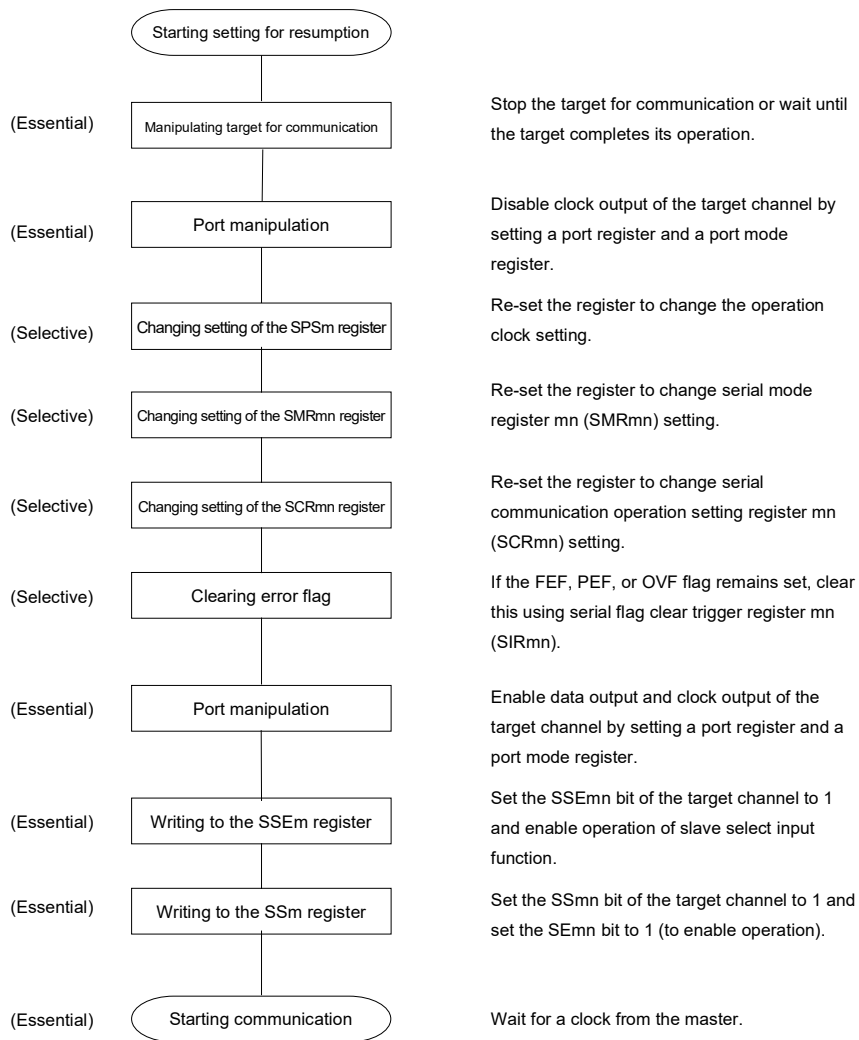 Starting setting for resumption
(Essential)
Manipulating target for communication
Stop the target for communication or wait until
the target completes its operation.
(Essential)
Port manipulation
Disable clock output of the target channel by
setting a port register and a port mode
register.
(Selective)
Changing setting of the SPSm register
Re-set the register to change the operation
clock setting.
(Selective)
Changing setting of the SMRmn register
Re-set the register to change serial mode
register mn (SMRmn) setting.
(Selective)
Changing setting of the SCRmn register
Re-set the register to change serial
communication operation setting register mn
(SCRmn) setting.
(Selective)
Clearing error flag
If the FEF, PEF, or OVF flag remains set, clear
this using serial flag clear trigger register mn
(SIRmn).
(Essential)
Port manipulation
Enable data output and clock output of the
target channel by setting a port register and a
port mode register.
(Essential)
Writing to the SSEm register
Set the SSEmn bit of the target channel to 1
and enable operation of slave select input
function.
(Essential)
Writing to the SSm register
Set the SSmn bit of the target channel to 1 and
set the SEmn bit to 1 (to enable operation).
(Essential)
Starting communication
Wait for a clock from the master.